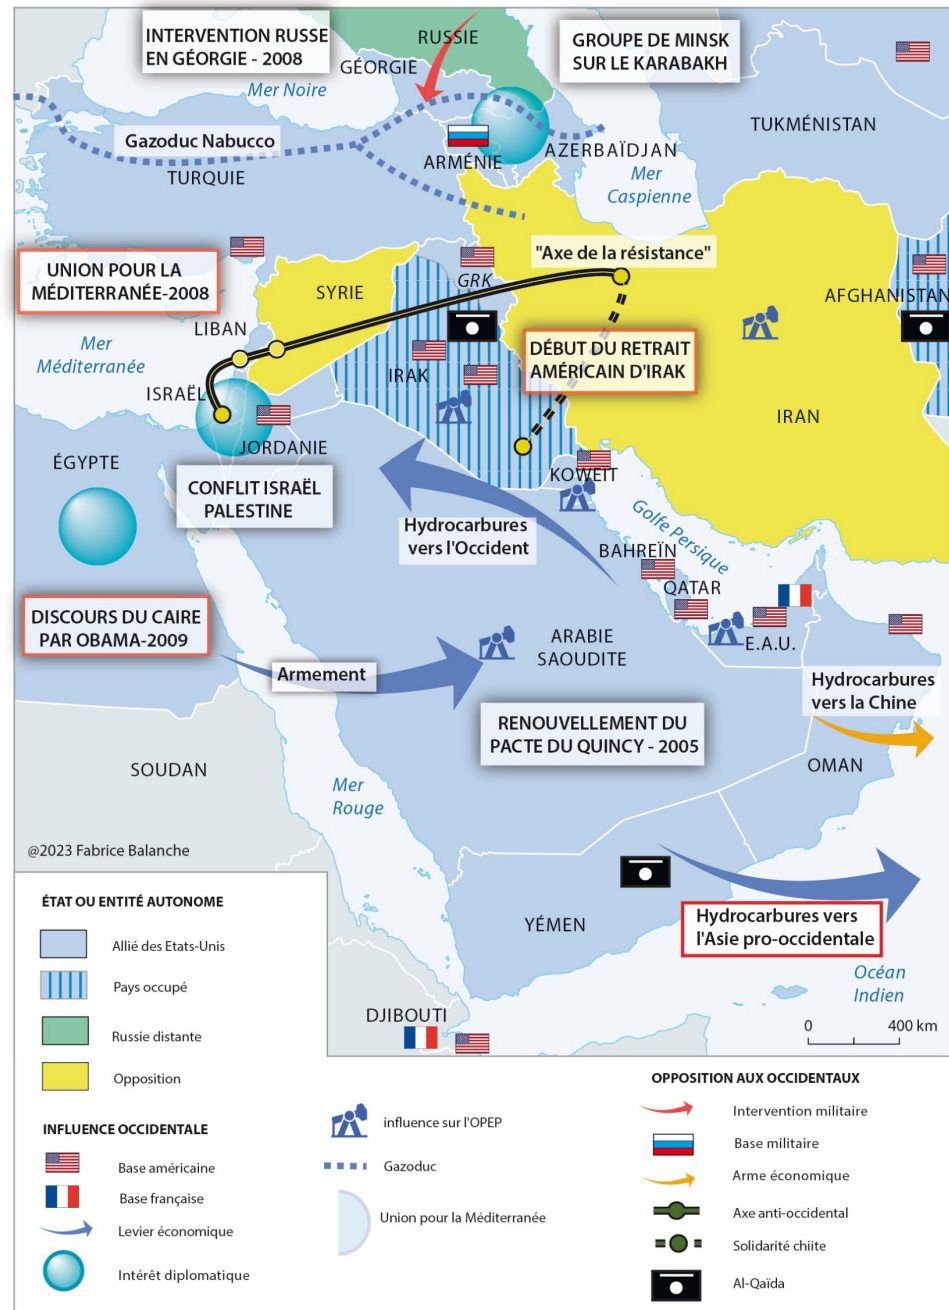 INTERVENTION RUSSE
EN GÉORGIE - 2008
RUSSIE
GROUPE DE MINSK
SUR LE KARABAKH
GÉORGIE
Mer Noire
Gazoduc Nabucco
TURQUIE
ARMÉNIE
AZERBAÏDJAN
TUKMÉNISTAN
Mer
Caspienne
UNION POUR LA
MÉDITERRANÉE-2008
"Axe de la résistance"
GRK
SYRIE
AFGHANISTAN
LIBAN
Mer
Méditerranée
DÉBUT DU RETRAIT
AMÉRICAIN D'IRAK
IRAK
ISRAËL
IRAN
JORDANIE
ÉGYPTE
KOWEÏT
CONFLIT ISRAËL
PALESTINE
Hydrocarbures
vers l'Occident
Golfe Persique
BAHREÏN
QATAR
DISCOURS DU CAIRE
PAR OBAMA-2009
ARABIE
SAOUDITE
E.A.U.
Armement
Hydrocarbures
vers la Chine
RENOUVELLEMENT DU
PACTE DU QUINCY - 2005
SOUDAN
OMAN
Mer
Rouge
@2023 Fabrice Balanche
YÉMEN
Hydrocarbures vers
l'Asie pro-occidentale
Océan
Indien
DJIBOUTI
0 400 km
ÉTAT OU ENTITÉ AUTONOME
Allié des Etats-Unis
Pays occupé
Russie distante
Opposition
INFLUENCE OCCIDENTALE
Base américaine
Base française
Levier économique
Intérêt diplomatique
influence sur l'OPEP
Gazoduc
Union pour la Méditerranée
OPPOSITION AUX OCCIDENTAUX
Intervention militaire
Base militaire
Arme économique
Axe anti-occidental
Solidarité chiite
Al-Qaïda